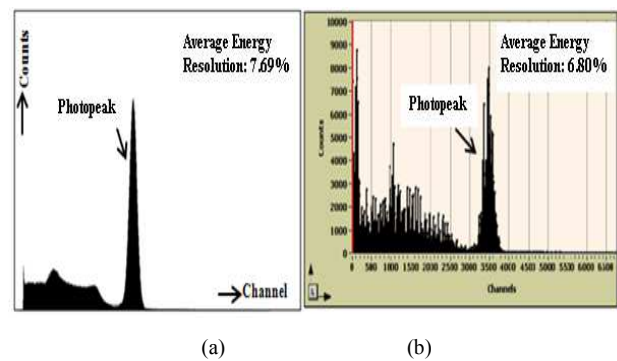 Average Energy
Resolution: 7.69%
Counts
Photopeak
Channel
(a)
Average Energy
Resolution: 6.80%
Photopeak
Counts
10000
9000
8000
7000
6000
5000
4000
3000
2000
1000
0
0 500 1000 1500 2000 2500 3000 3500 4000 4500 5000 5500 6100
Channels
(b)